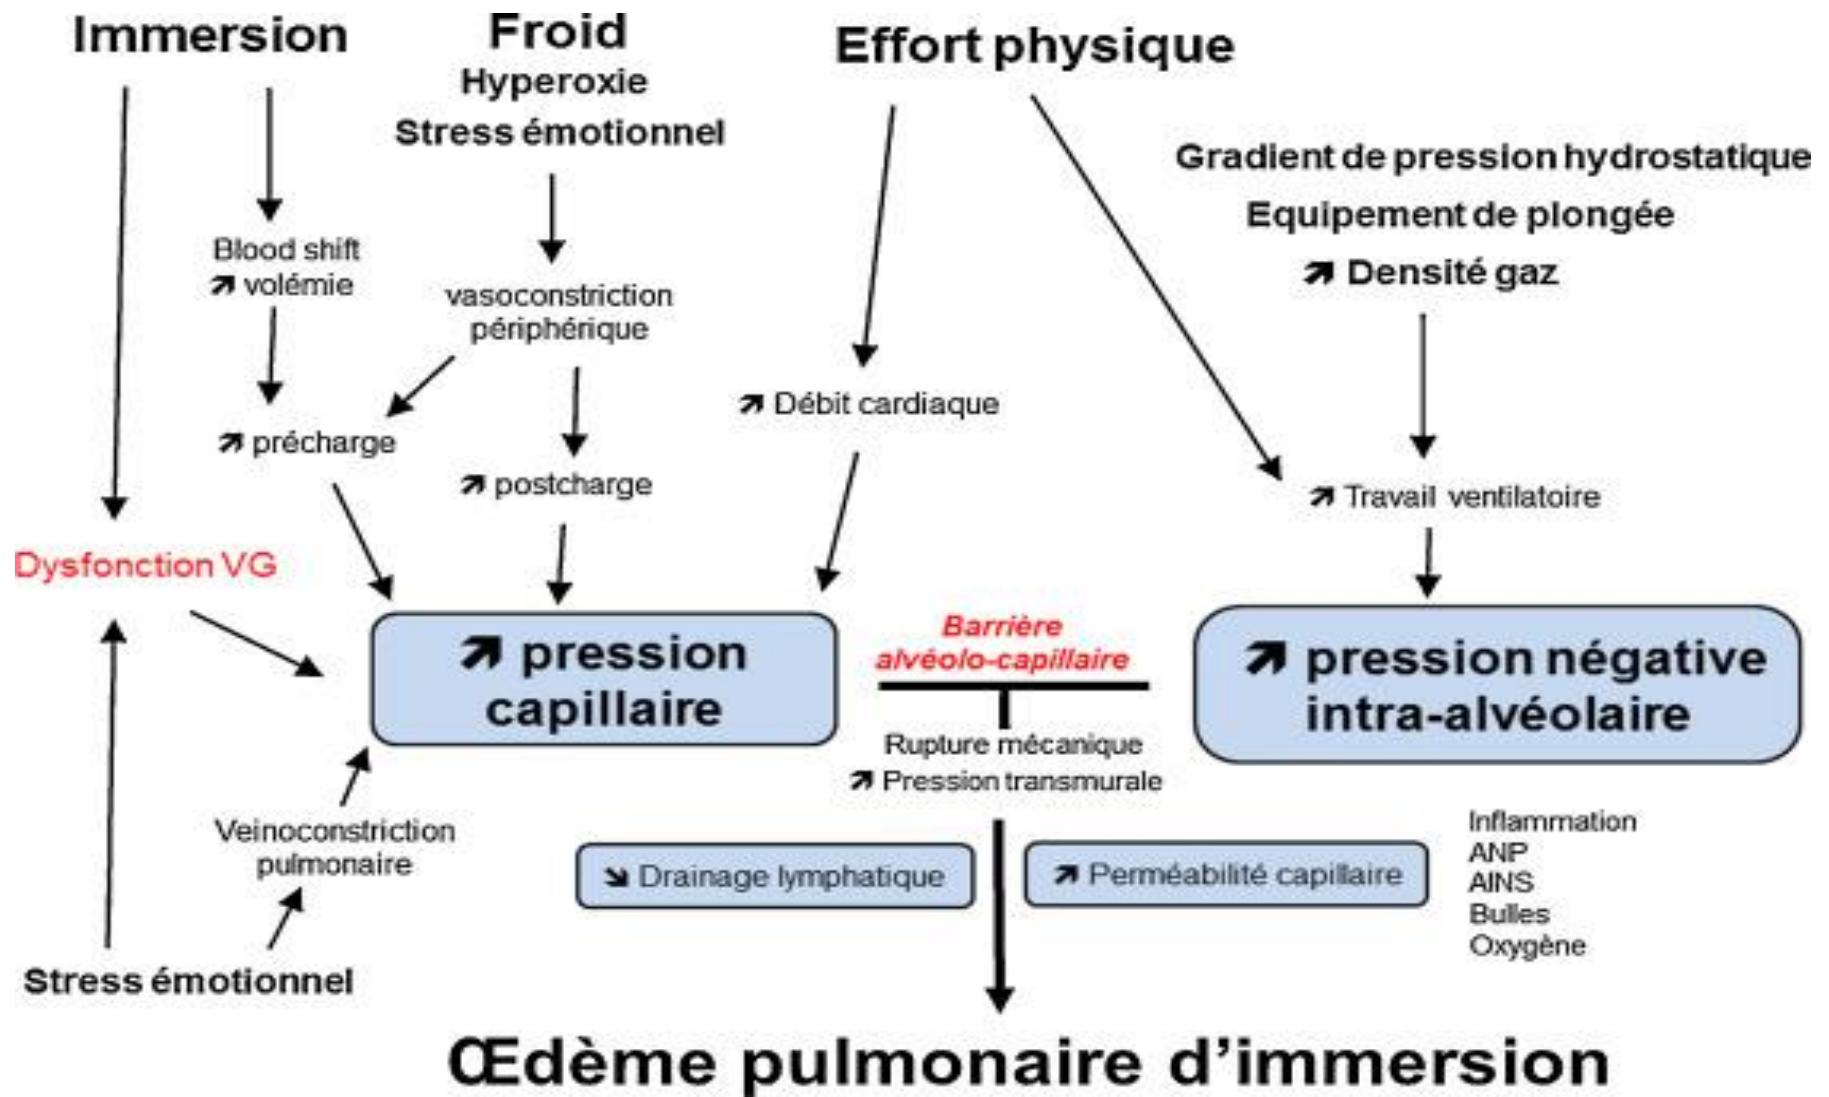 Immersion
Froid
Hyperoxie
Stress émotionnel
Effort physique
Gradient de pression hydrostatique
Equipement de plongée
↗ Densité gaz
Blood shift
↗ volémie
vasoconstriction
périphérique
↗ précharge
↗ postcharge
↗ Débit cardiaque
↗ Travail ventilatoire
Dysfonction VG
↗ pression
capillaire
Barrière
alvéolo-capillaire
↗ pression négative
intra-alvéolaire
Rupture mécanique
↗ Pression transmurale
Veinoconstriction
pulmonaire
↘ Drainage lymphatique
↗ Perméabilité capillaire
Inflammation
ANP
AINS
Bulles
Oxygène
Stress émotionnel
Œdème pulmonaire d’immersion